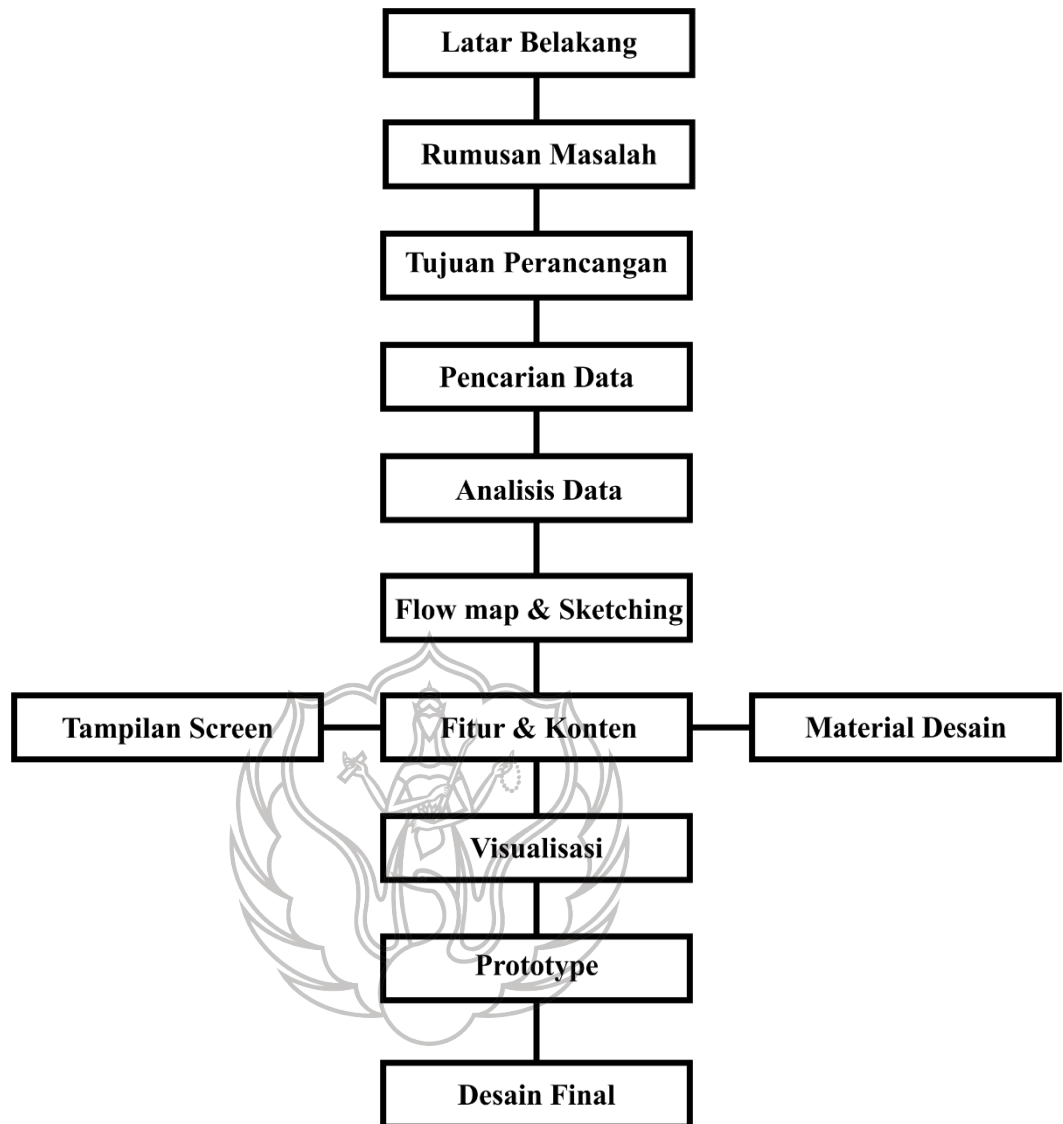 Latar Belakang
Rumusan Masalah
Tujuan Perancangan
Pencarian Data
Analisis Data
Flow map & Sketching
Tampilan Screen
Fitur & Konten
Material Desain
Visualisasi
Prototype
Desain Final